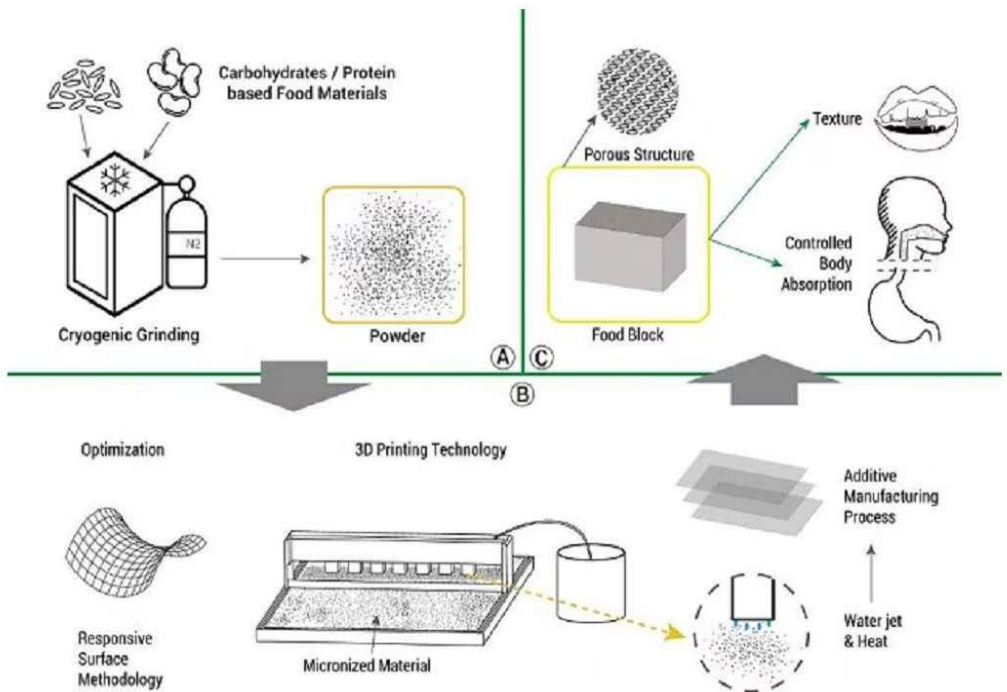 Carbohydrates / Protein
based Food Materials
N2
Cryogenic Grinding
Powder
A
Porous Structure
Food Block
Texture
Controlled
Body
Absorption
C
B
Optimization
Responsive
Surface
Methodology
3D Printing Technology
Micronized Material
Additive
Manufacturing
Process
Water jet
& Heat